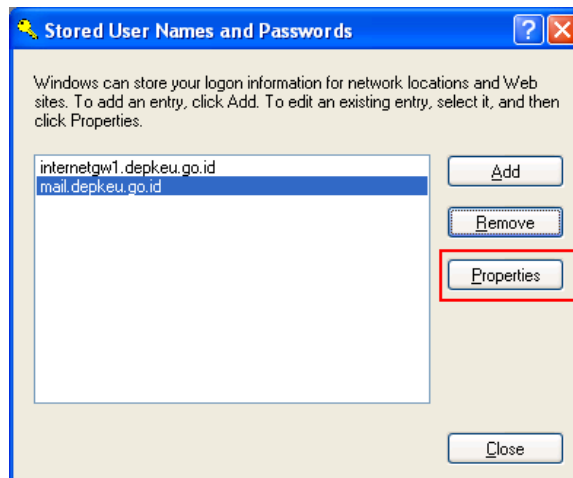 Stored User Names and Passwords
Windows can store your logon information for network locations and Web
sites. To add an entry, click Add. To edit an existing entry, select it, and then
click Properties.
internetgw1.depkeu.go.id
mail.depkeu.go.id
Add
Remove
Properties
Close